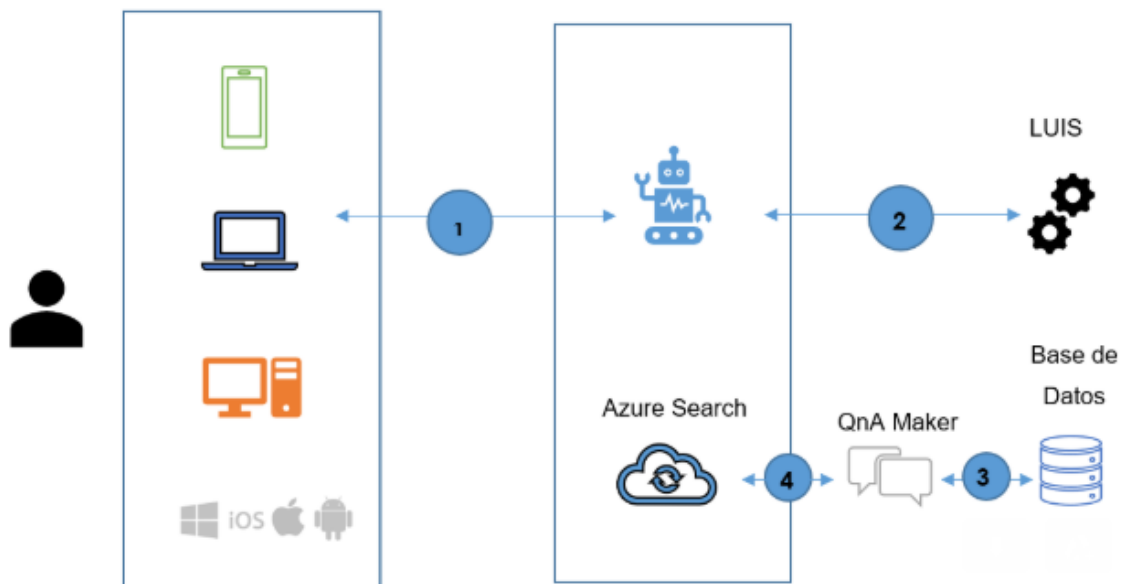 LUIS
1
2
Base de
Datos
Azure Search
QnA Maker
4
3
iOS